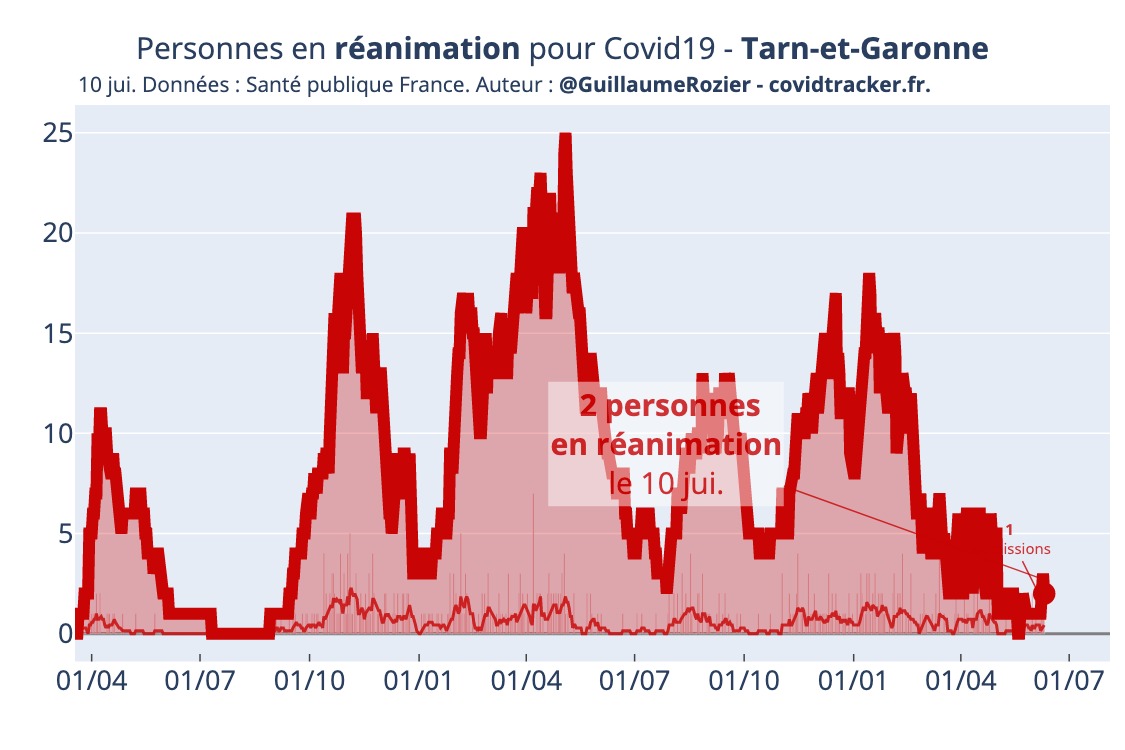 Personnes en réanimation pour Covid19 - Tarn-et-Garonne
10 jui. Données : Santé publique France. Auteur : @GuillaumeRozier - covidtracker.fr.
25
20
15
10
5
0
2 personnes
en réanimation
le 10 jui.
1
issions
01/04 01/07 01/10 01/01 01/04 01/07 01/10 01/01 01/04 01/07